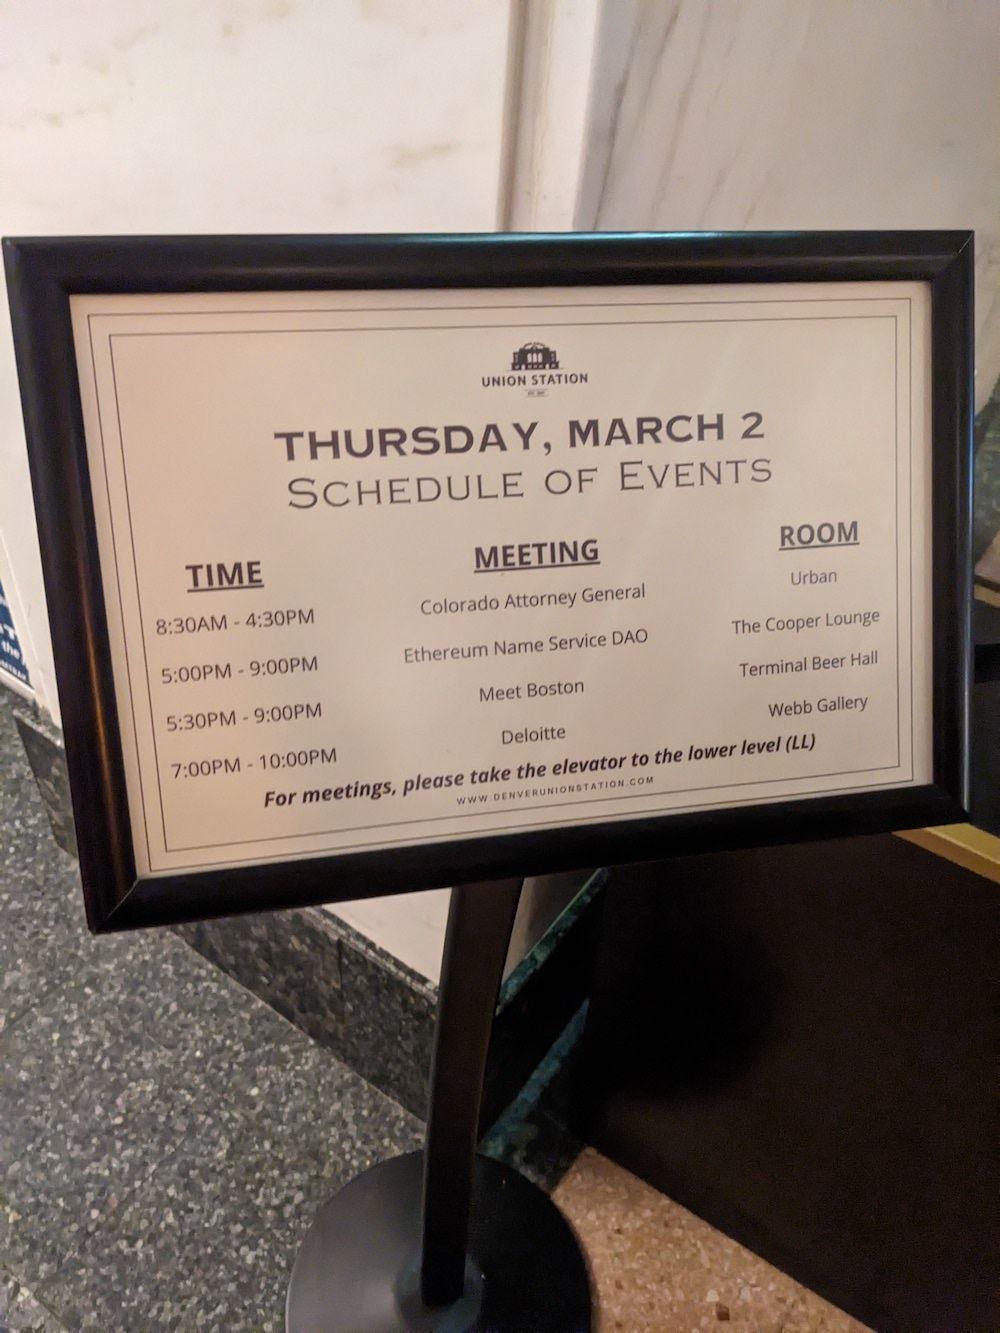 UNION STATION
THURSDAY, MARCH 2
SCHEDULE OF EVENTS
TIME MEETING ROOM
8:30AM - 4:30PM Colorado Attorney General Urban
5:00PM - 9:00PM Ethereum Name Service DAO The Cooper Lounge
5:30PM - 9:00PM Meet Boston Terminal Beer Hall
7:00PM - 10:00PM Deloitte Webb Gallery
For meetings, please take the elevator to the lower level (LL)
WWW.DENVERUNIONSTATION.COM